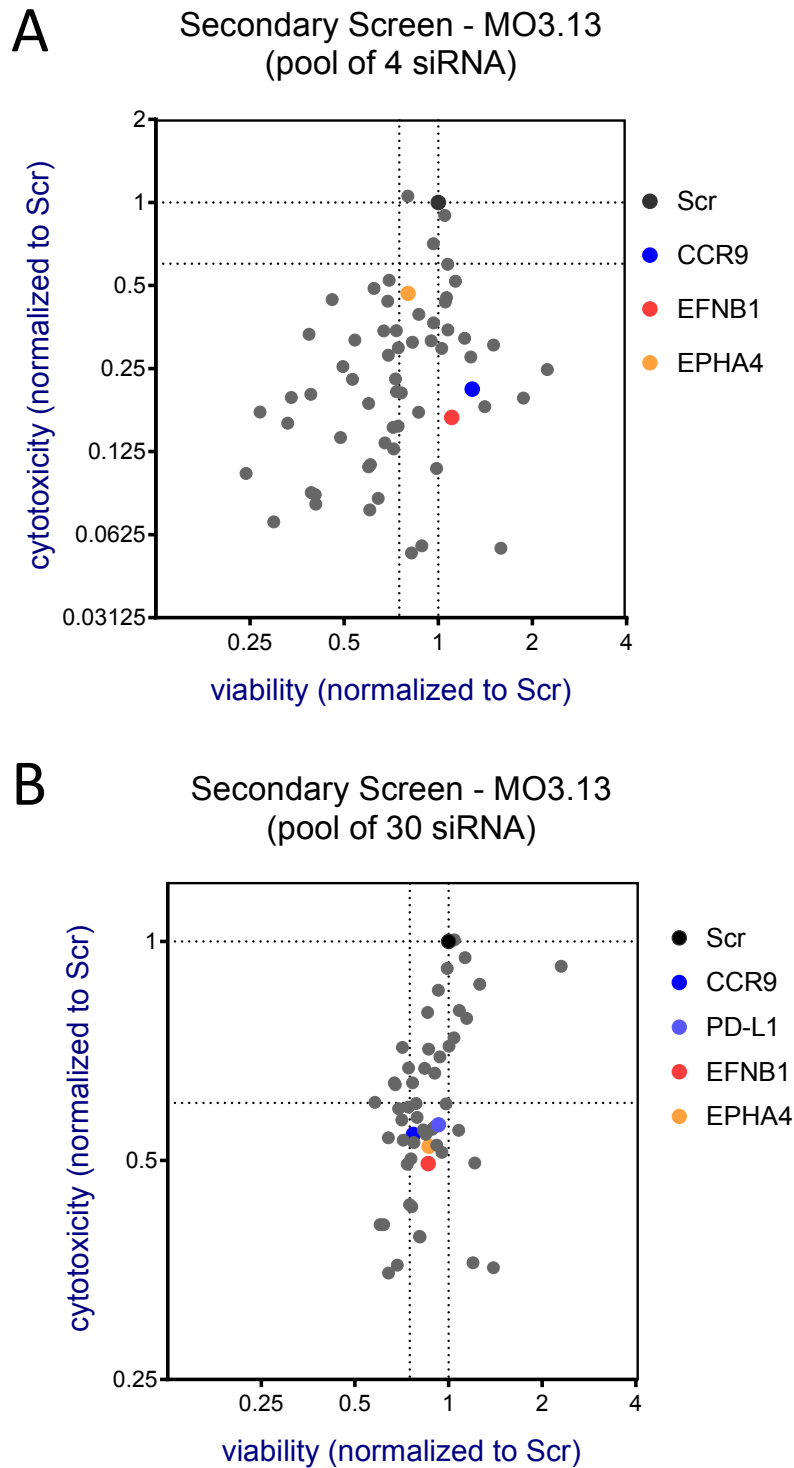 A
Secondary Screen - MO3.13
(pool of 4 siRNA)
cytotoxicity (normalized to Scr)
2
1
0.5
0.25
0.125
0.0625
0.03125
0.25
0.5
1
2
4
viability (normalized to Scr)
Scr
CCR9
EFNB1
EPHA4
B
Secondary Screen - MO3.13
(pool of 30 siRNA)
cytotoxicity (normalized to Scr)
1
0.5
0.25
0.25
0.5
1
2
4
viability (normalized to Scr)
Scr
CCR9
PD-L1
EFNB1
EPHA4